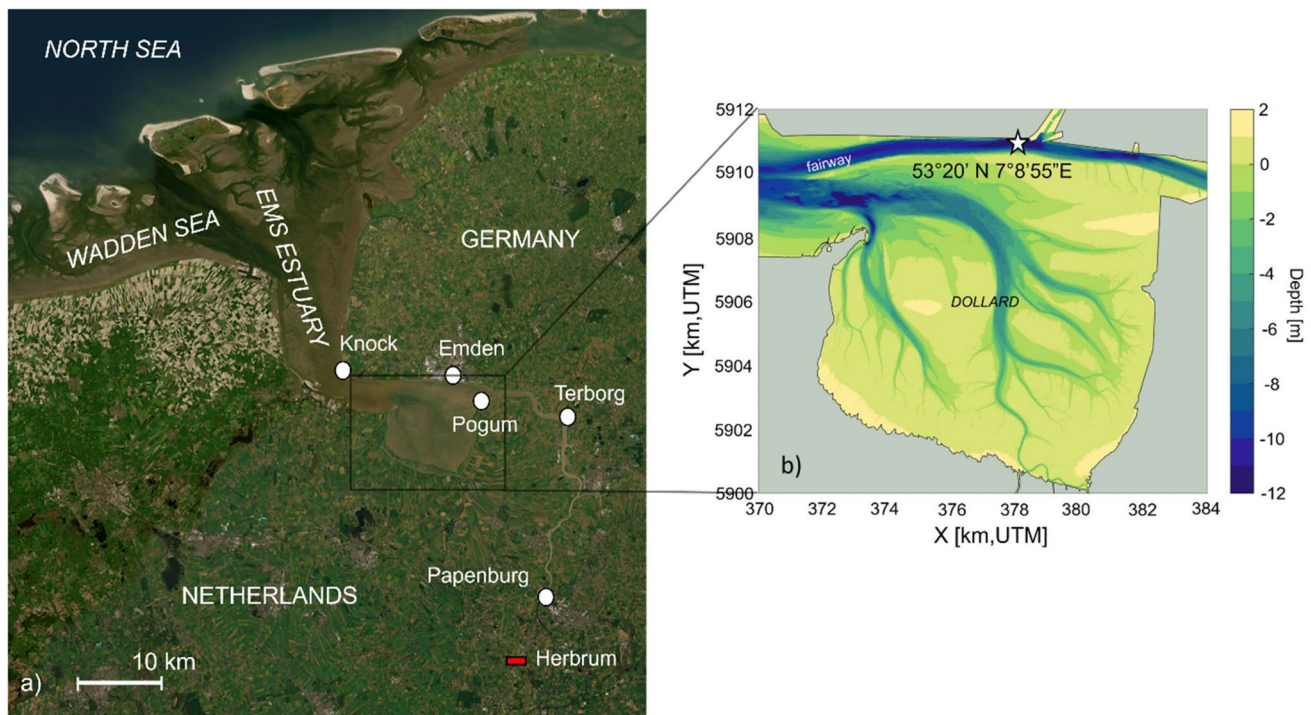 NORTH SEA
WADDEN SEA
EMS ESTUARY
GERMANY
Knock
Emden
Pogum
Terborg
NETHERLANDS
Papenburg
Herbrum
10 km
a)
5912
5910
5908
5906
5904
5902
5900
Y [km,UTM]
fairway
53°20’ N 7°8’55”E
DOLLARD
b)
370
372
374
376
378
380
382
384
X [km,UTM]
2
0
-2
-4
-6
-8
-10
-12
Depth [m]